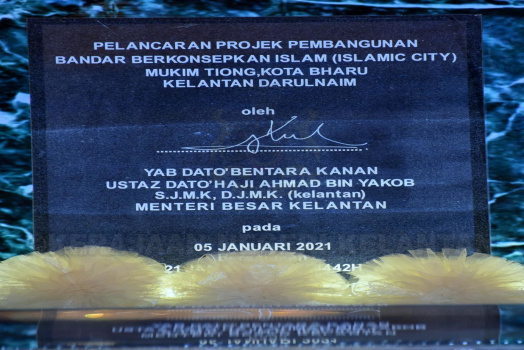 PELANCARAN PROJEK PEMBANGUNAN
BANDAR BERKONSEPKAN ISLAM (ISLAMIC CITY)
MUKIM TIONG,KOTA BHARU
KELANTAN DARULNAIM
oleh
YAB DATO'BENTARA KANAN
USTAZ DATO'HAJI AHMAD BIN YAKOB
S.J.M.K, D.J.M.K. (kelantan)
MENTERI BESAR KELANTAN
pada
05 JANUARI 2021
21